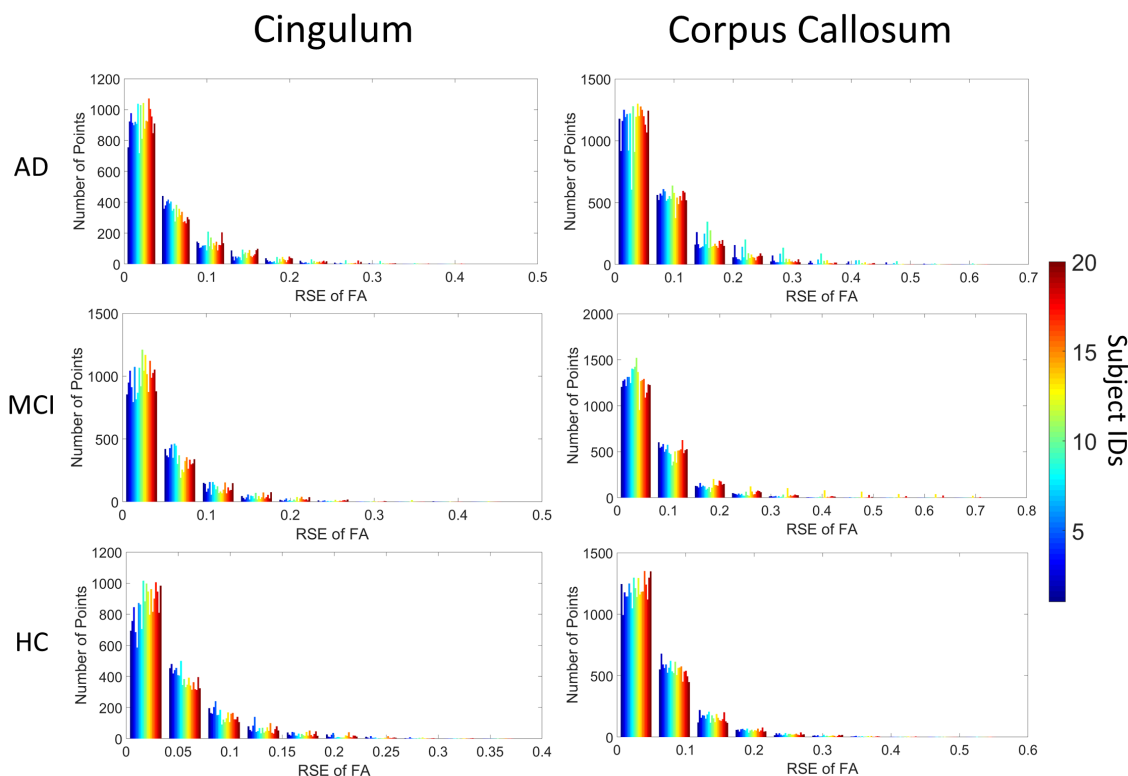 Cingulum
Corpus Callosum
AD
Number of Points
1200
1000
800
600
400
200
0
0 0.1 0.2 0.3 0.4 0.5
RSE of FA
Number of Points
1500
1000
500
0
0 0.1 0.2 0.3 0.4 0.5 0.6 0.7
RSE of FA
MCI
Number of Points
1500
1000
500
0
0 0.1 0.2 0.3 0.4 0.5
RSE of FA
Number of Points
2000
1500
1000
500
0
0 0.1 0.2 0.3 0.4 0.5 0.6 0.7 0.8
RSE of FA
HC
Number of Points
1200
1000
800
600
400
200
0
0 0.05 0.1 0.15 0.2 0.25 0.3 0.35 0.4
RSE of FA
Number of Points
1500
1000
500
0
0 0.1 0.2 0.3 0.4 0.5 0.6
RSE of FA
20
15
10
5
Subject IDs